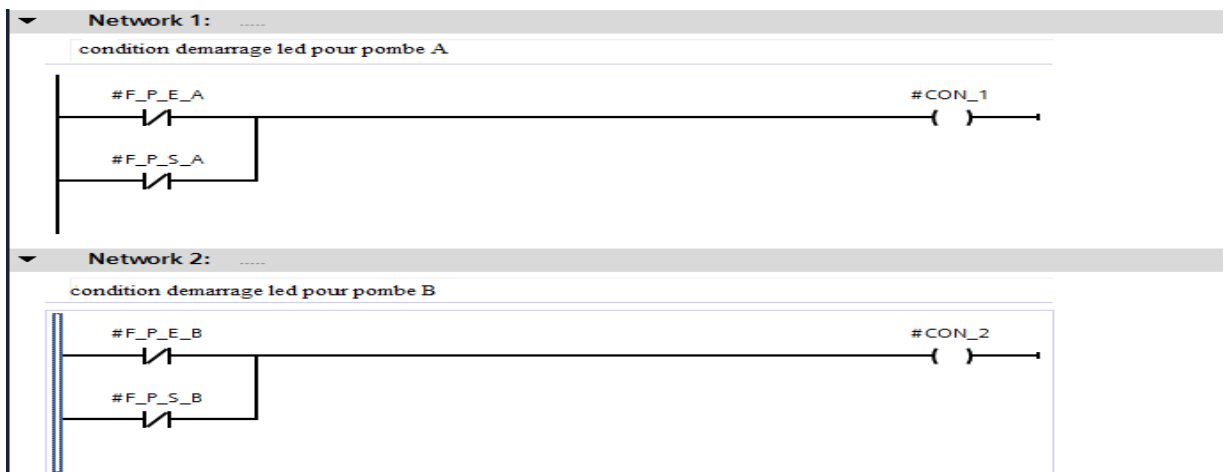 Network 1: .....
condition demarrage led pour pombe A
#F_P_E_A #CON_1
#F_P_S_A
Network 2: .....
condition demarrage led pour pombe B
#F_P_E_B #CON_2
#F_P_S_B